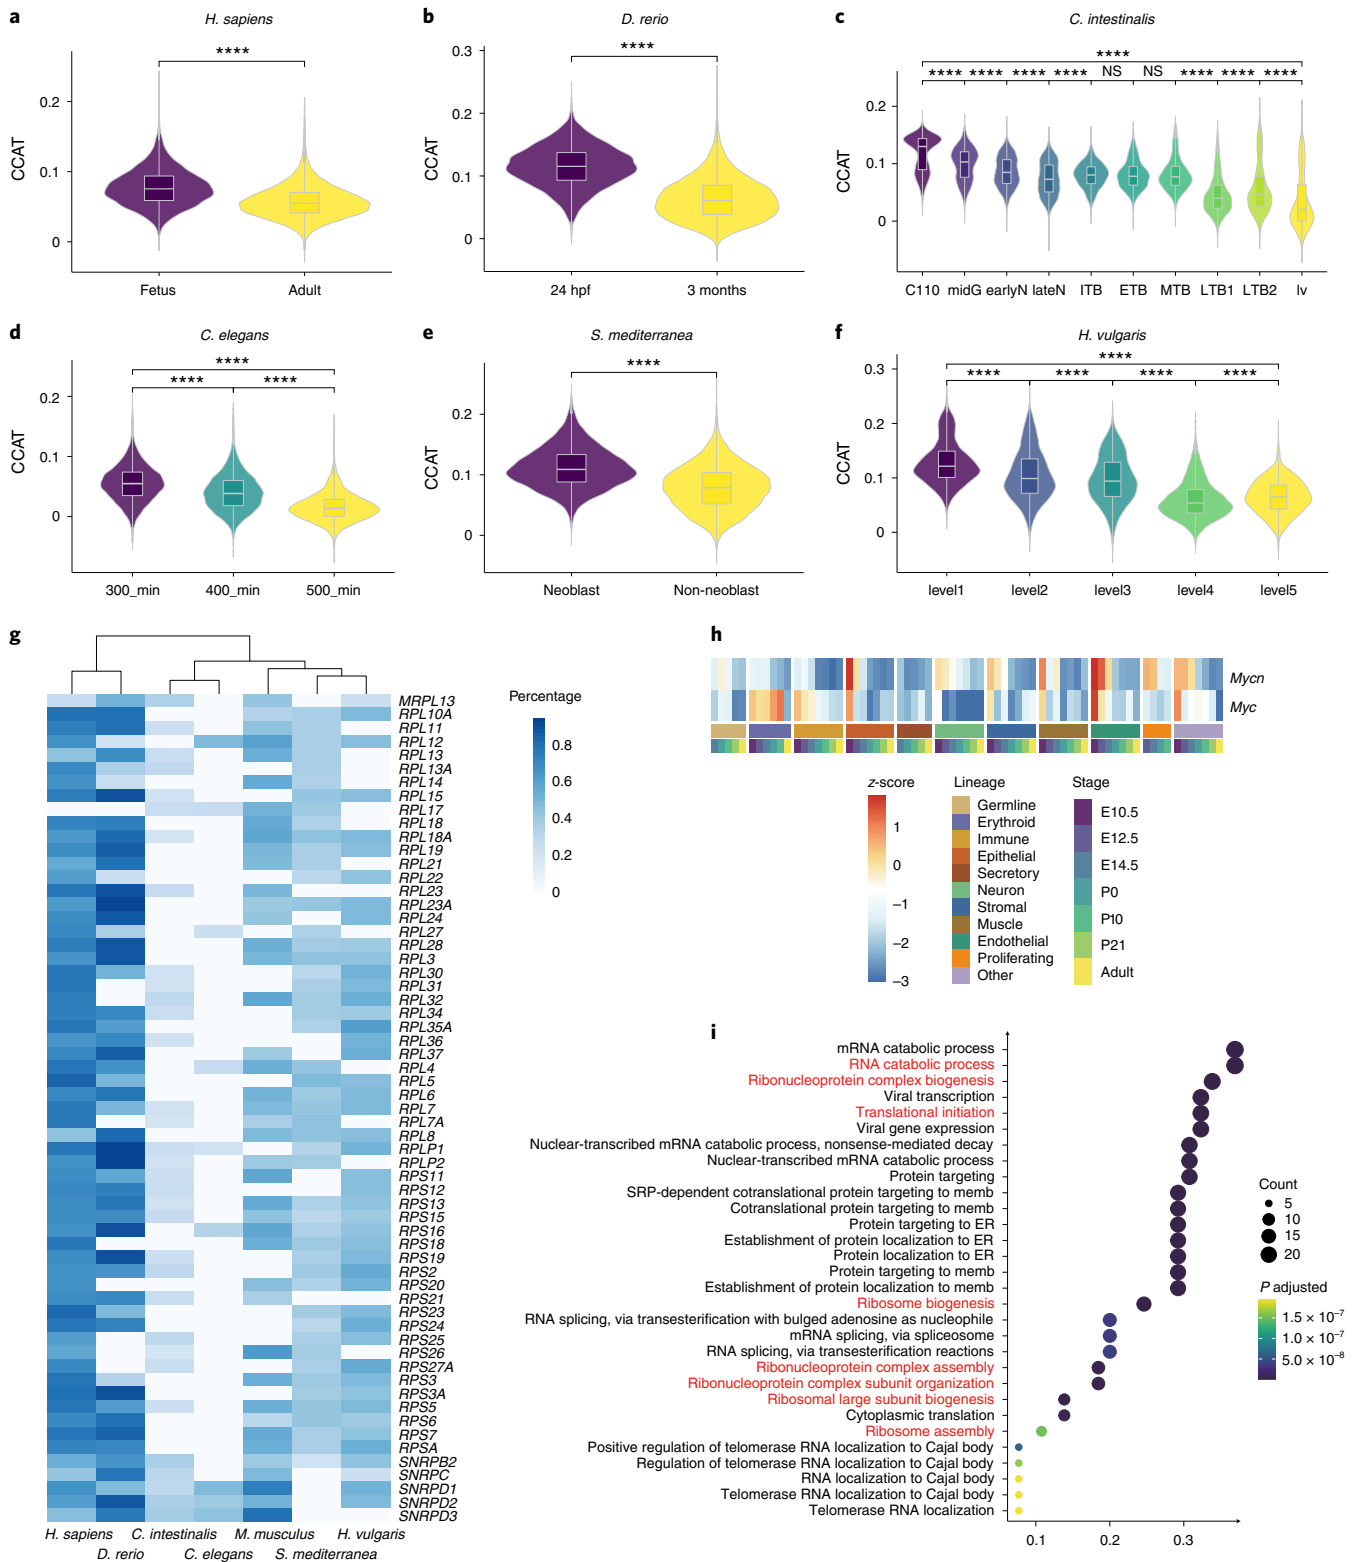 a
H. sapiens
****
CCAT
0.2
0.1
0
Fetus
Adult
b
D. rerio
****
CCAT
0.3
0.2
0.1
0
24 hpf
3 months
c
C. intestinalis
****
**** **** **** **** NS NS **** **** ****
CCAT
0.2
0.1
0
C110 midG earlyN lateN ITB ETB MTB LTB1 LTB2 lv
d
C. elegans
****
**** ****
CCAT
0.2
0.1
0
300_min
400_min
500_min
e
S. mediterranea
****
CCAT
0.2
0.1
0
Neoblast
Non-neoblast
f
H. vulgaris
****
**** **** **** ****
CCAT
0.3
0.2
0.1
0
level1 level2 level3 level4 level5
g
Percentage
0.8
0.6
0.4
0.2
0
MRPL13
RPL10A
RPL11
RPL12
RPL13
RPL13A
RPL14
RPL15
RPL17
RPL18
RPL18A
RPL19
RPL21
RPL22
RPL23
RPL23A
RPL24
RPL27
RPL28
RPL3
RPL30
RPL31
RPL32
RPL34
RPL35A
RPL36
RPL37
RPL4
RPL5
RPL6
RPL7
RPL7A
RPL8
RPLP1
RPLP2
RPS11
RPS12
RPS13
RPS15
RPS16
RPS18
RPS19
RPS2
RPS20
RPS21
RPS23
RPS24
RPS25
RPS26
RPS27A
RPS3
RPS3A
RPS5
RPS6
RPS7
RPSA
SNRPB2
SNRPC
SNRPD1
SNRPD2
SNRPD3
H. sapiens C. intestinalis M. musculus H. vulgaris
D. rerio C. elegans S. mediterranea
h
Mycn
Myc
z-score
1
0
−1
−2
−3
Lineage
Germline
Erythroid
Immune
Epithelial
Secretory
Neuron
Stromal
Muscle
Endothelial
Proliferating
Other
Stage
E10.5
E12.5
E14.5
P0
P10
P21
Adult
i
mRNA catabolic process
RNA catabolic process
Ribonucleoprotein complex biogenesis
Viral transcription
Translational initiation
Viral gene expression
Nuclear-transcribed mRNA catabolic process, nonsense-mediated decay
Nuclear-transcribed mRNA catabolic process
Protein targeting
SRP-dependent cotranslational protein targeting to memb
Cotranslational protein targeting to memb
Protein targeting to ER
Establishment of protein localization to ER
Protein localization to ER
Protein targeting to memb
Establishment of protein localization to memb
Ribosome biogenesis
RNA splicing, via transesterification with bulged adenosine as nucleophile
mRNA splicing, via spliceosome
RNA splicing, via transesterification reactions
Ribonucleoprotein complex assembly
Ribonucleoprotein complex subunit organization
Ribosomal large subunit biogenesis
Cytoplasmic translation
Ribosome assembly
Positive regulation of telomerase RNA localization to Cajal body
Regulation of telomerase RNA localization to Cajal body
RNA localization to Cajal body
Telomerase RNA localization to Cajal body
Telomerase RNA localization
0.1
0.2
0.3
Count
5
10
15
20
P adjusted
1.5 × 10⁻⁷
1.0 × 10⁻⁷
5.0 × 10⁻⁸